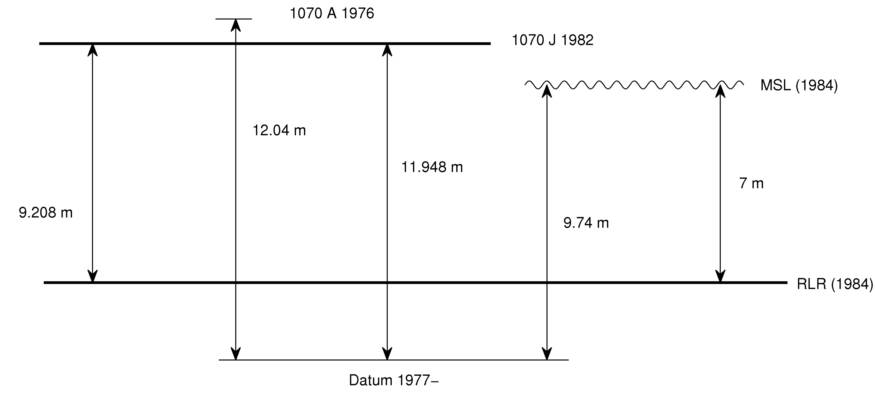 1070 A 1976
1070 J 1982
MSL (1984)
12.04 m
11.948 m
7 m
9.208 m
9.74 m
RLR (1984)
Datum 1977–